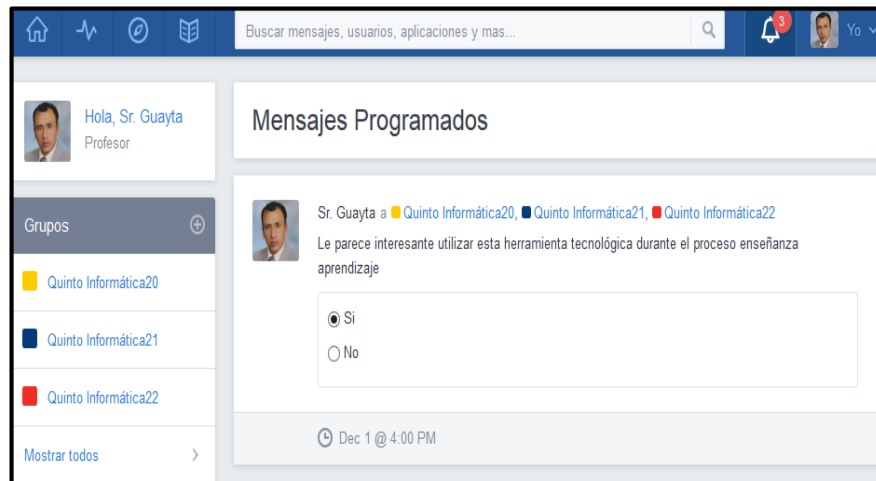 Buscar mensajes, usuarios, aplicaciones y mas...
3
Yo
Hola, Sr. Guayta
Profesor
Mensajes Programados
Grupos
Quinto Informática20
Quinto Informática21
Quinto Informática22
Mostrar todos
Sr. Guayta a Quinto Informática20, Quinto Informática21, Quinto Informática22
Le parece interesante utilizar esta herramienta tecnológica durante el proceso enseñanza
aprendizaje
Si
No
Dec 1 @ 4:00 PM